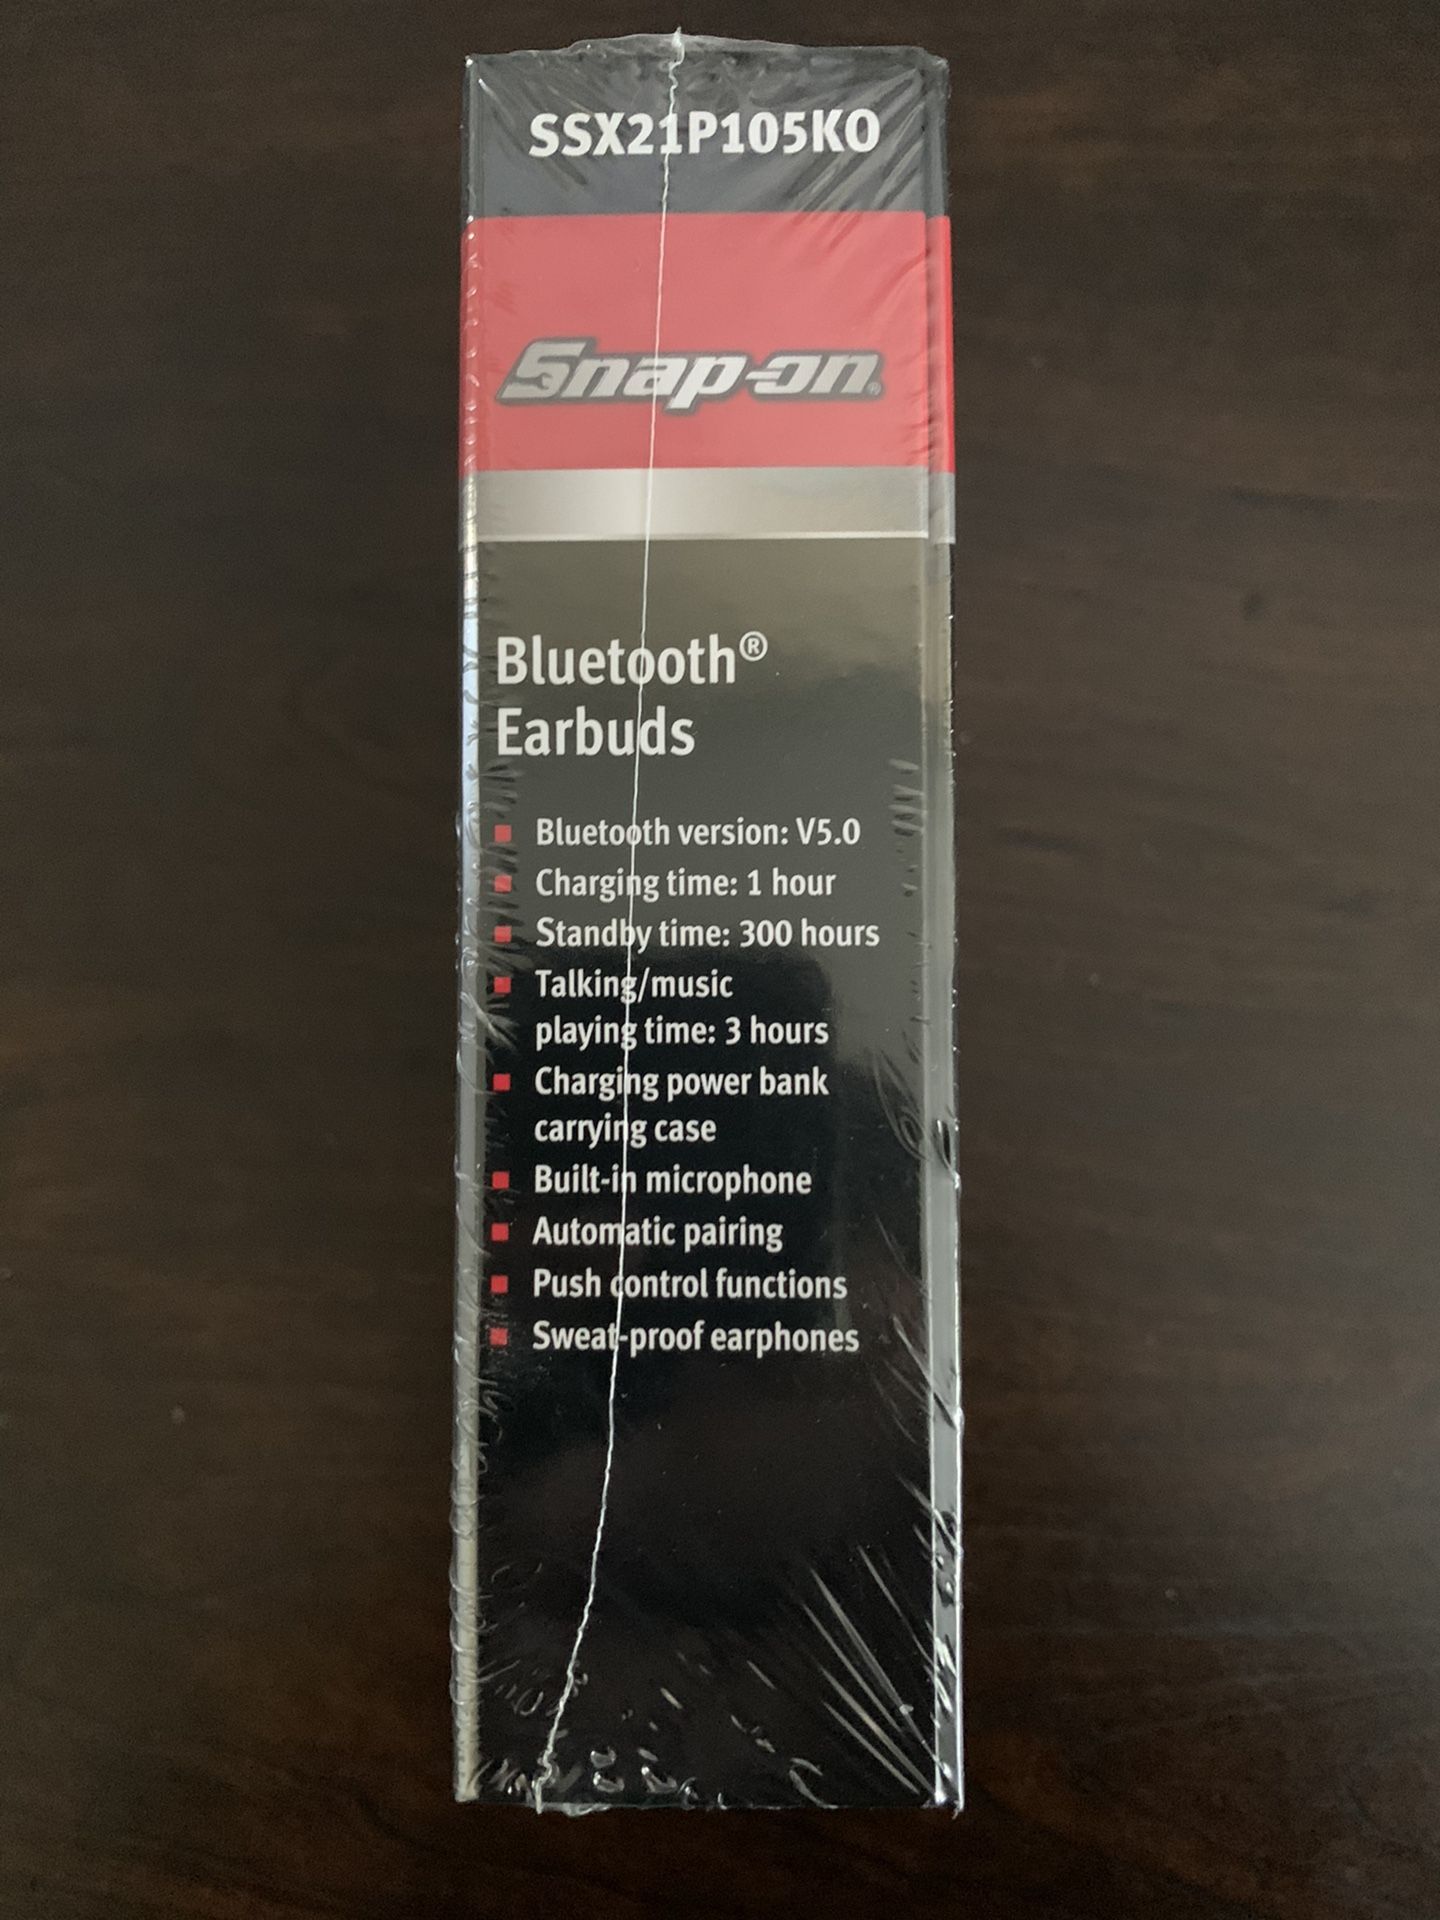 SSX21P105KO
Snap-on®
Bluetooth®
Earbuds
Bluetooth version: V5.0
Charging time: 1 hour
Standby time: 300 hours
Talking/music
playing time: 3 hours
Charging power bank
carrying case
Built-in microphone
Automatic pairing
Push control functions
Sweat-proof earphones